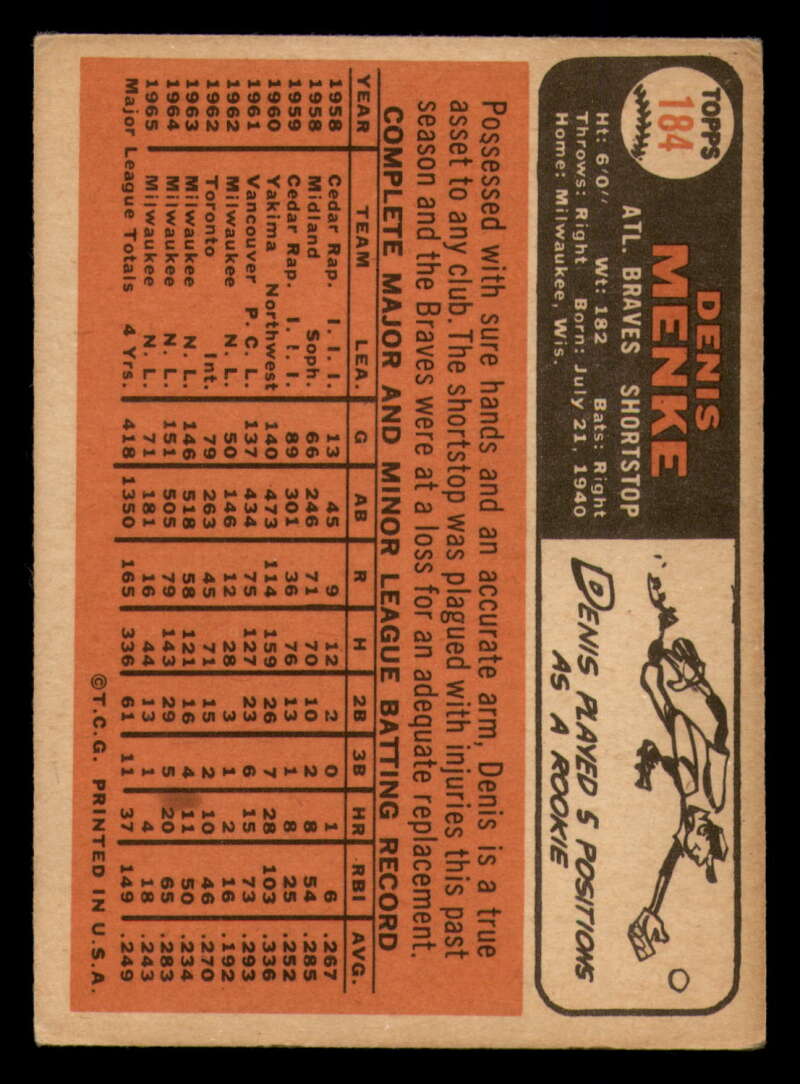 TOPPS
184
DENIS
MENKE
ATL. BRAVES SHORTSTOP
Ht: 6'0" Wt: 182 Bats: Right
Throws: Right Born: July 21, 1940
Home: Milwaukee, Wis.
DENIS PLAYED 5 POSITIONS
AS A ROOKIE
Possessed with sure hands and an accurate arm, Denis is a true
asset to any club. The shortstop was plagued with injuries this past
season and the Braves were at a loss for an adequate replacement.
COMPLETE MAJOR AND MINOR LEAGUE BATTING RECORD
YEAR TEAM LEA. G AB R H 2B 3B HR RBI AVG.
1958 Cedar Rap. I. I. I. 13 45 9 12 2 0 1 6 .267
1958 Midland Soph. 66 246 71 70 10 2 8 54 .285
1959 Cedar Rap. I. I. I. 89 301 36 76 13 1 8 25 .252
1960 Yakima Northwest 140 473 114 159 26 7 28 103 .336
1961 Vancouver P. C. L. 137 434 75 127 23 6 15 73 .293
1962 Milwaukee N. L. 50 146 12 28 3 1 2 16 .192
1962 Toronto Int. 79 263 45 71 15 2 10 46 .270
1963 Milwaukee N. L. 146 518 58 121 16 4 11 50 .234
1964 Milwaukee N. L. 151 505 79 143 29 5 20 65 .283
1965 Milwaukee N. L. 71 181 16 44 13 1 4 18 .243
Major League Totals 4 Yrs. 418 1350 165 336 61 11 37 149 .249
©T.C.G. PRINTED IN U.S.A.